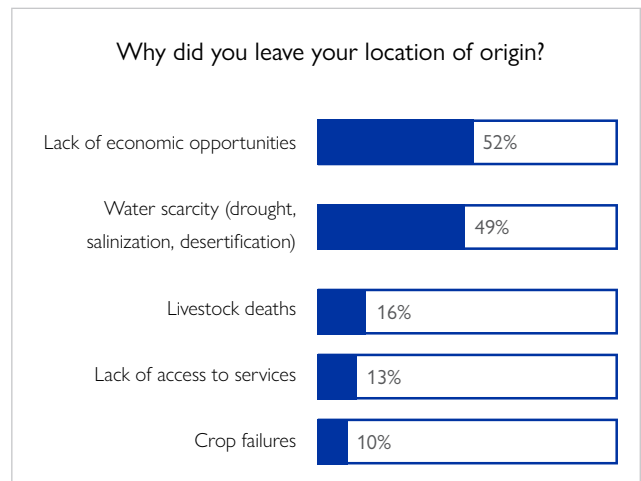 Why did you leave your location of origin?
Lack of economic opportunities
52%
Water scarcity (drought,
salinization, desertification)
49%
Livestock deaths
16%
Lack of access to services
13%
Crop failures
10%